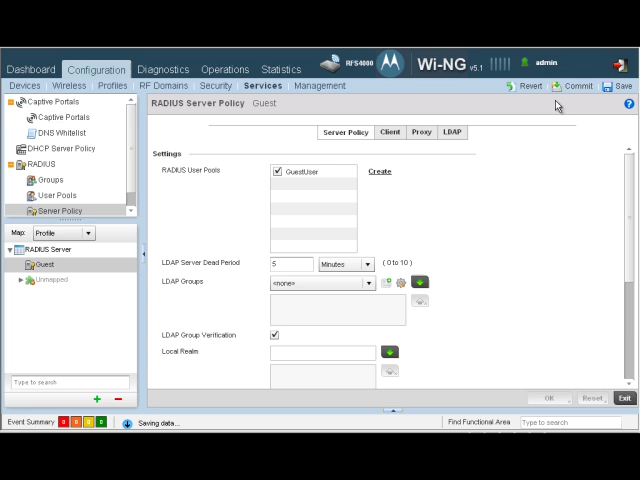 RFS4000 Wi-NG v5.1 admin
Dashboard Configuration Diagnostics Operations Statistics
Devices Wireless Profiles RF Domains Security Services Management Revert Commit Save
Captive Portals
Captive Portals
DNS Whitelist
DHCP Server Policy
RADIUS
Groups
User Pools
Server Policy
Map: Profile
RADIUS Server
Guest
Unmapped
Type to search
RADIUS Server Policy Guest
Server Policy Client Proxy LDAP
Settings
RADIUS User Pools GuestUser Create
LDAP Server Dead Period 5 Minutes ( 0 to 10 )
LDAP Groups <none>
LDAP Group Verification
Local Realm
OK Reset Exit
Event Summary 0 0 0 0 Saving data... Find Functional Area Type to search